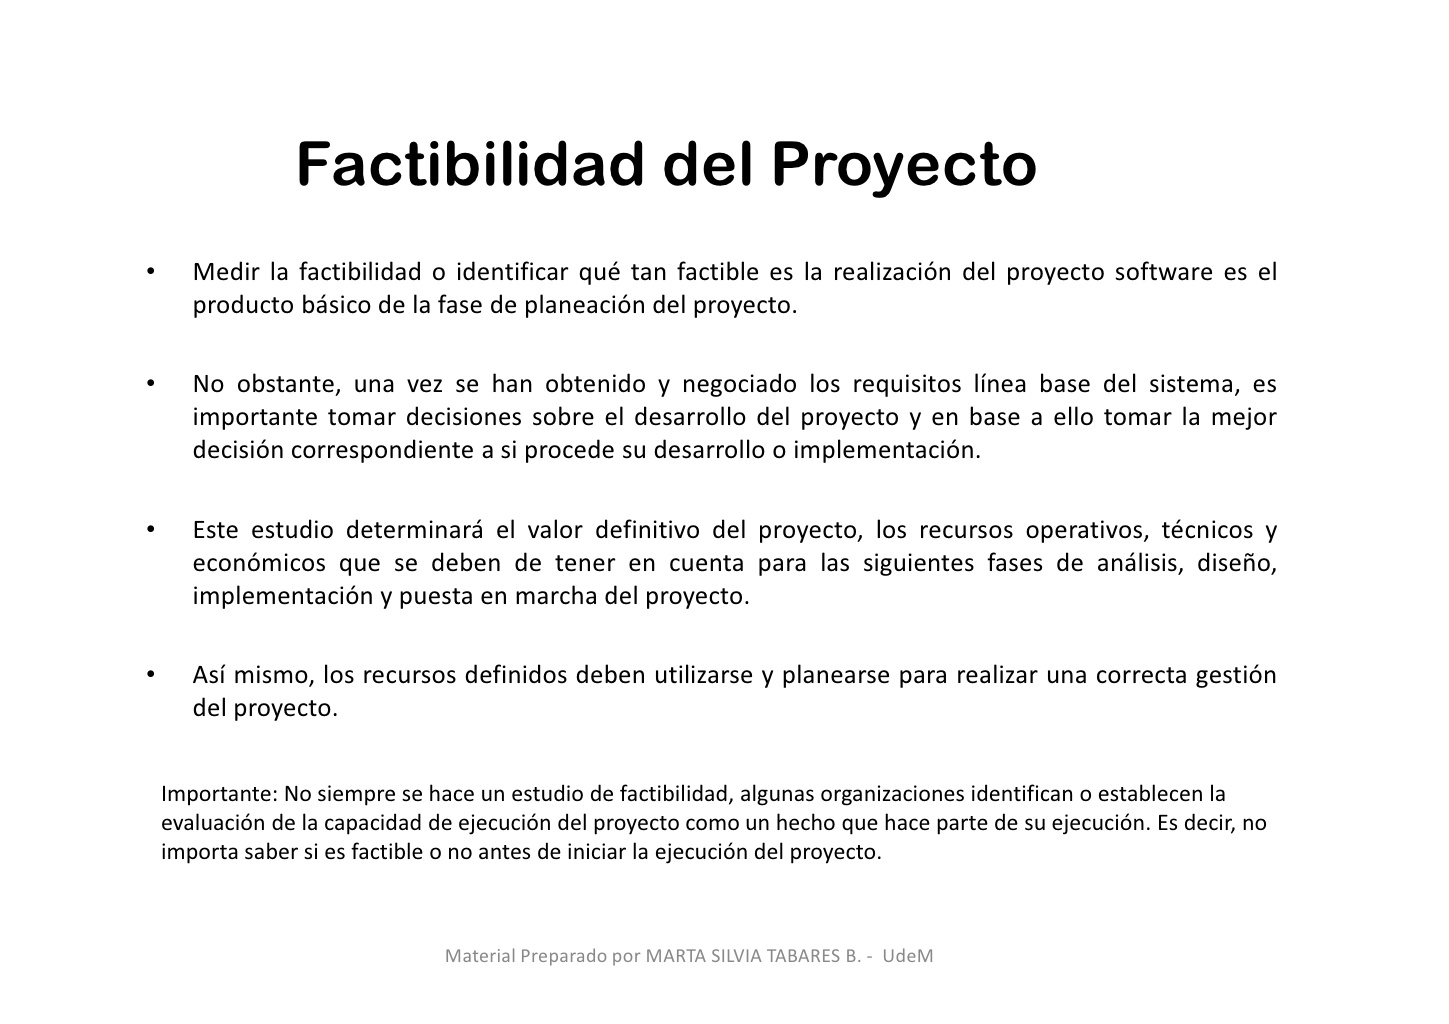 Factibilidad del Proyecto
• Medir la factibilidad o identificar qué tan factible es la realización del proyecto software es el
producto básico de la fase de planeación del proyecto.
• No obstante, una vez se han obtenido y negociado los requisitos línea base del sistema, es
importante tomar decisiones sobre el desarrollo del proyecto y en base a ello tomar la mejor
decisión correspondiente a si procede su desarrollo o implementación.
• Este estudio determinará el valor definitivo del proyecto, los recursos operativos, técnicos y
económicos que se deben de tener en cuenta para las siguientes fases de análisis, diseño,
implementación y puesta en marcha del proyecto.
• Así mismo, los recursos definidos deben utilizarse y planearse para realizar una correcta gestión
del proyecto.
Importante: No siempre se hace un estudio de factibilidad, algunas organizaciones identifican o establecen la
evaluación de la capacidad de ejecución del proyecto como un hecho que hace parte de su ejecución. Es decir, no
importa saber si es factible o no antes de iniciar la ejecución del proyecto.
Material Preparado por MARTA SILVIA TABARES B. - UdeM